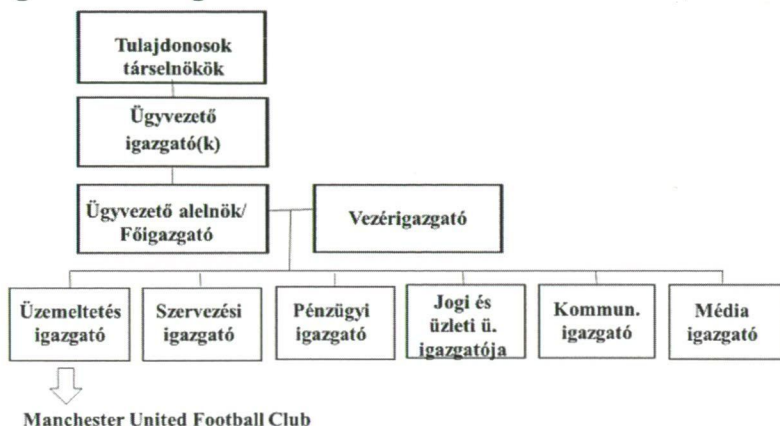 Tulajdonosok
társelnökök
Ügyvezető
igazgató(k)
Ügyvezető alelnök/
Főigazgató
Vezérigazgató
Üzemeltetés
igazgató
Szervezési
igazgató
Pénzügyi
igazgató
Jogi és
üzleti ü.
igazgatója
Kommun.
igazgató
Média
igazgató
Manchester United Football Club